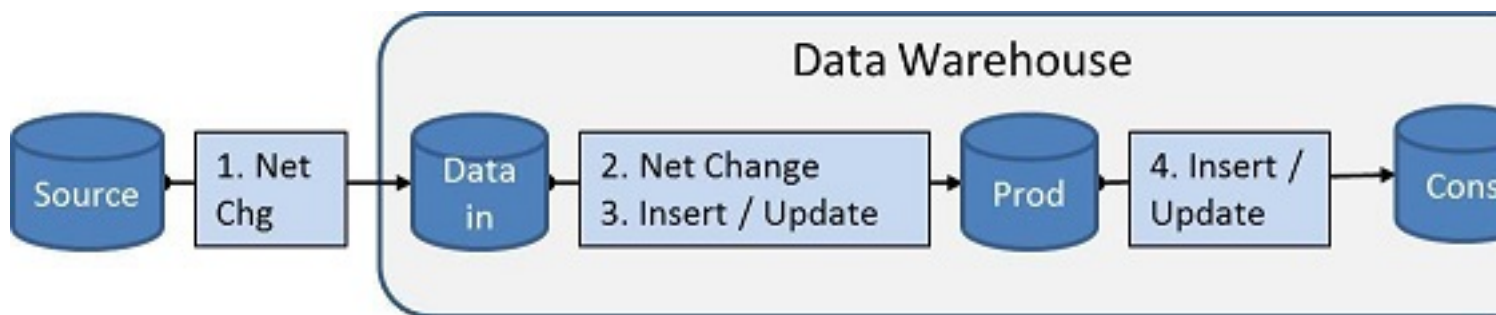 Data Warehouse
Source
1. Net
Chg
Data
in
2. Net Change
3. Insert / Update
Prod
4. Insert /
Update
Cons